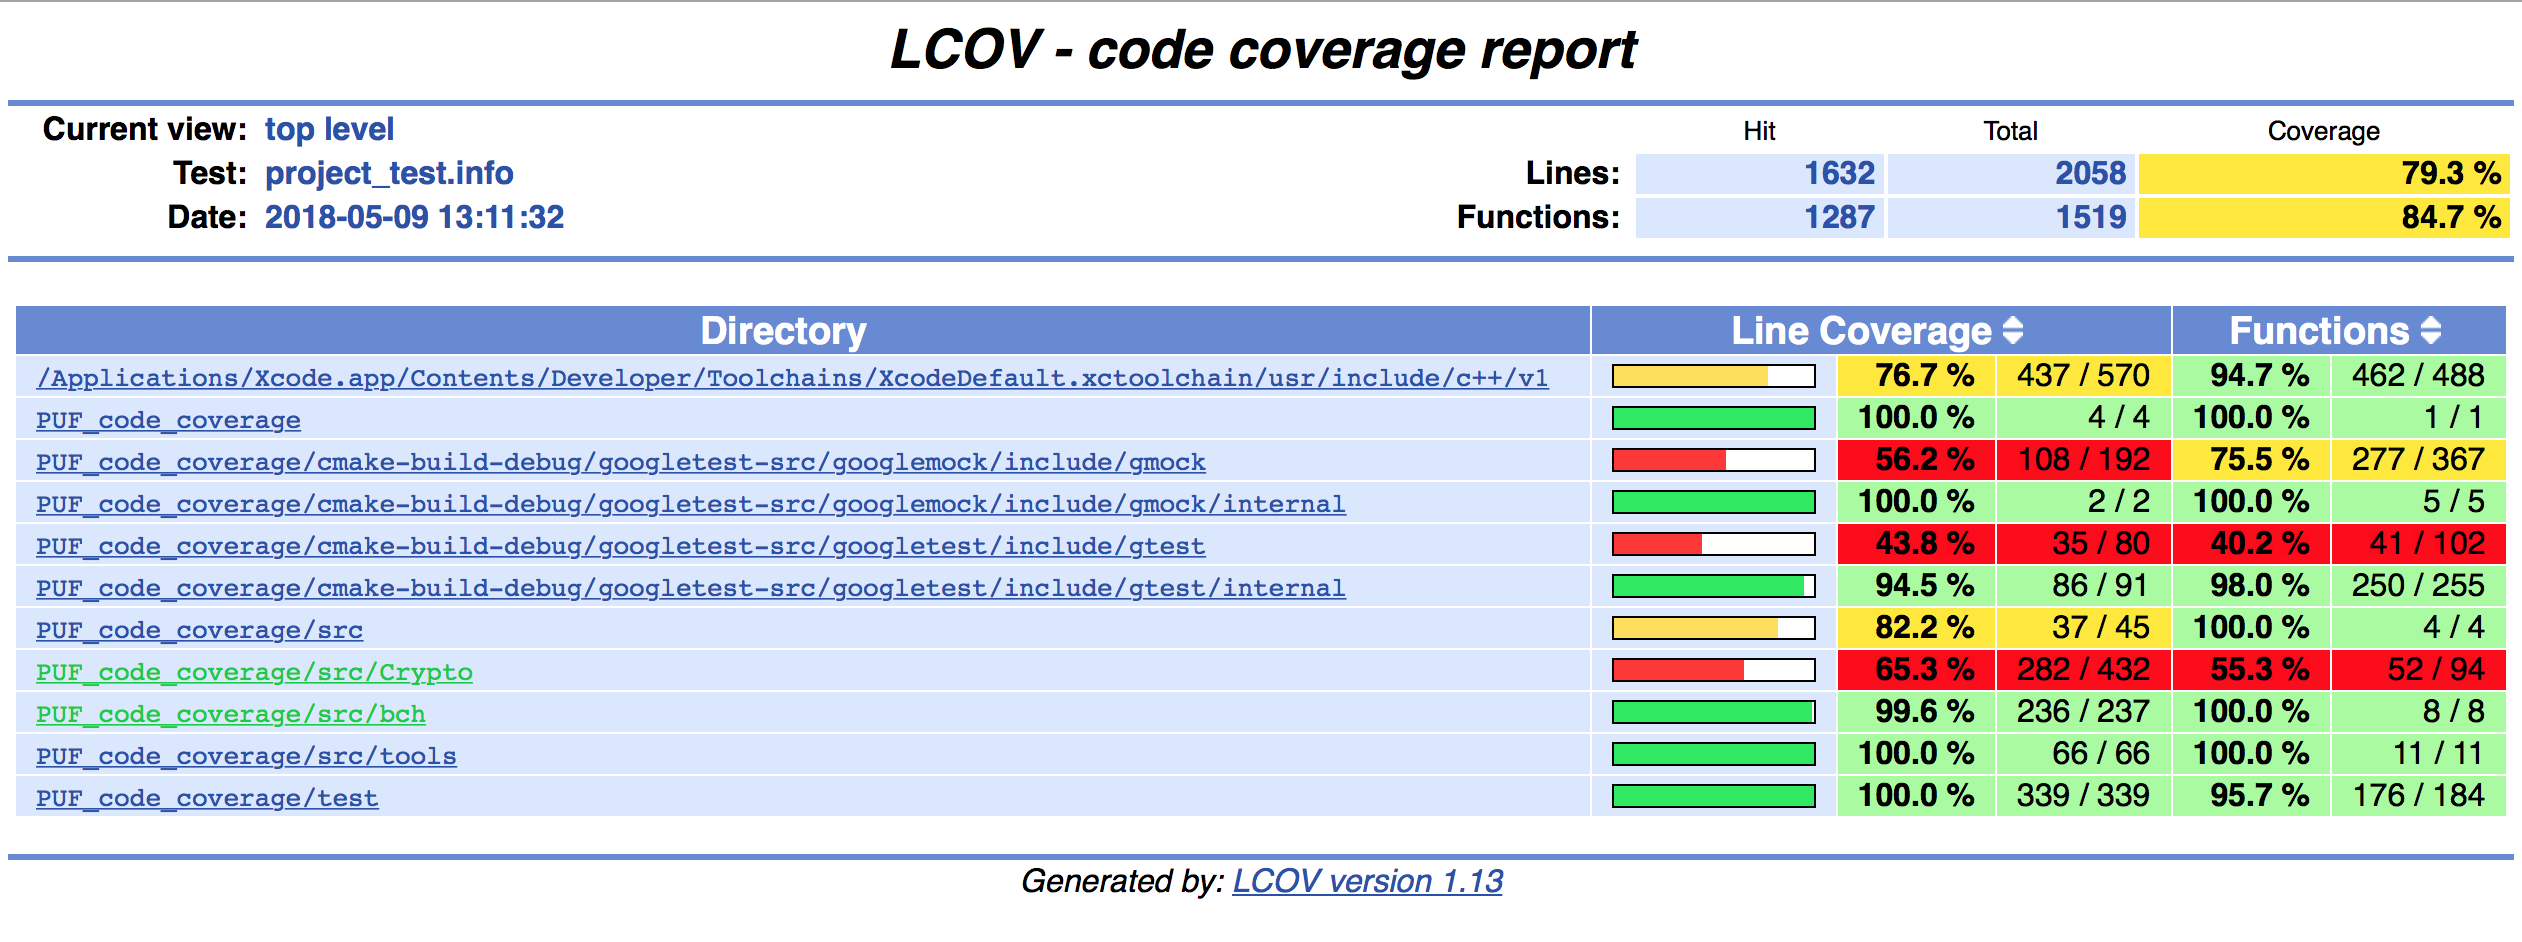 LCOV - code coverage report
Current view: top level Hit Total Coverage
Test: project_test.info Lines: 1632 2058 79.3 %
Date: 2018-05-09 13:11:32 Functions: 1287 1519 84.7 %
Directory Line Coverage Functions
/Applications/Xcode.app/Contents/Developer/Toolchains/XcodeDefault.xctoolchain/usr/include/c++/v1 76.7 % 437 / 570 94.7 % 462 / 488
PUF_code_coverage 100.0 % 4 / 4 100.0 % 1 / 1
PUF_code_coverage/cmake-build-debug/googletest-src/googlemock/include/gmock 56.2 % 108 / 192 75.5 % 277 / 367
PUF_code_coverage/cmake-build-debug/googletest-src/googlemock/include/gmock/internal 100.0 % 2 / 2 100.0 % 5 / 5
PUF_code_coverage/cmake-build-debug/googletest-src/googletest/include/gtest 43.8 % 35 / 80 40.2 % 41 / 102
PUF_code_coverage/cmake-build-debug/googletest-src/googletest/include/gtest/internal 94.5 % 86 / 91 98.0 % 250 / 255
PUF_code_coverage/src 82.2 % 37 / 45 100.0 % 4 / 4
PUF_code_coverage/src/Crypto 65.3 % 282 / 432 55.3 % 52 / 94
PUF_code_coverage/src/bch 99.6 % 236 / 237 100.0 % 8 / 8
PUF_code_coverage/src/tools 100.0 % 66 / 66 100.0 % 11 / 11
PUF_code_coverage/test 100.0 % 339 / 339 95.7 % 176 / 184
Generated by: LCOV version 1.13